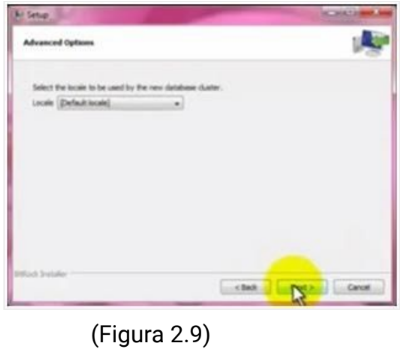 Setup
Advanced Options
Select the locale to be used by the new database cluster.
Locale [Default locale]
BitRock Installer
< Back Next > Cancel
(Figura 2.9)